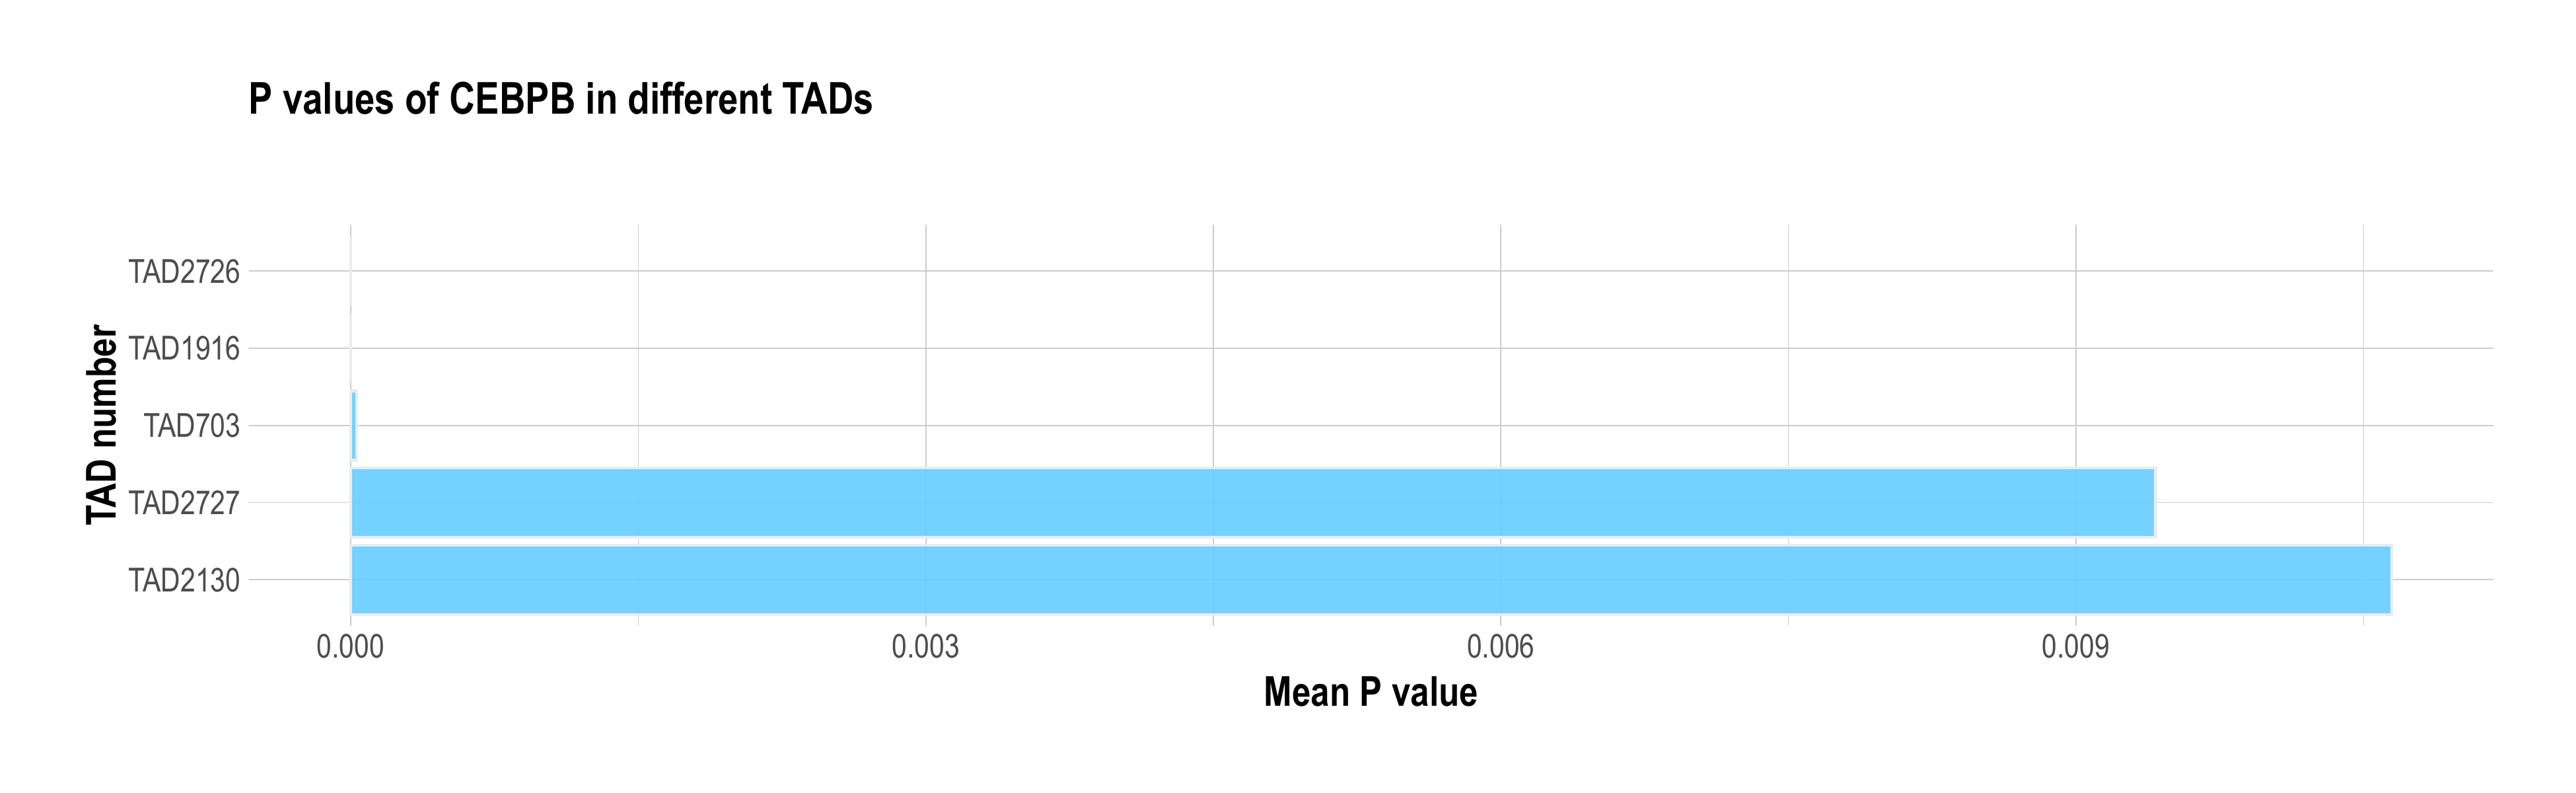 P values of CEBPB in different TADs
TAD number
TAD2726
TAD1916
TAD703
TAD2727
TAD2130
0.000 0.003 0.006 0.009
Mean P value